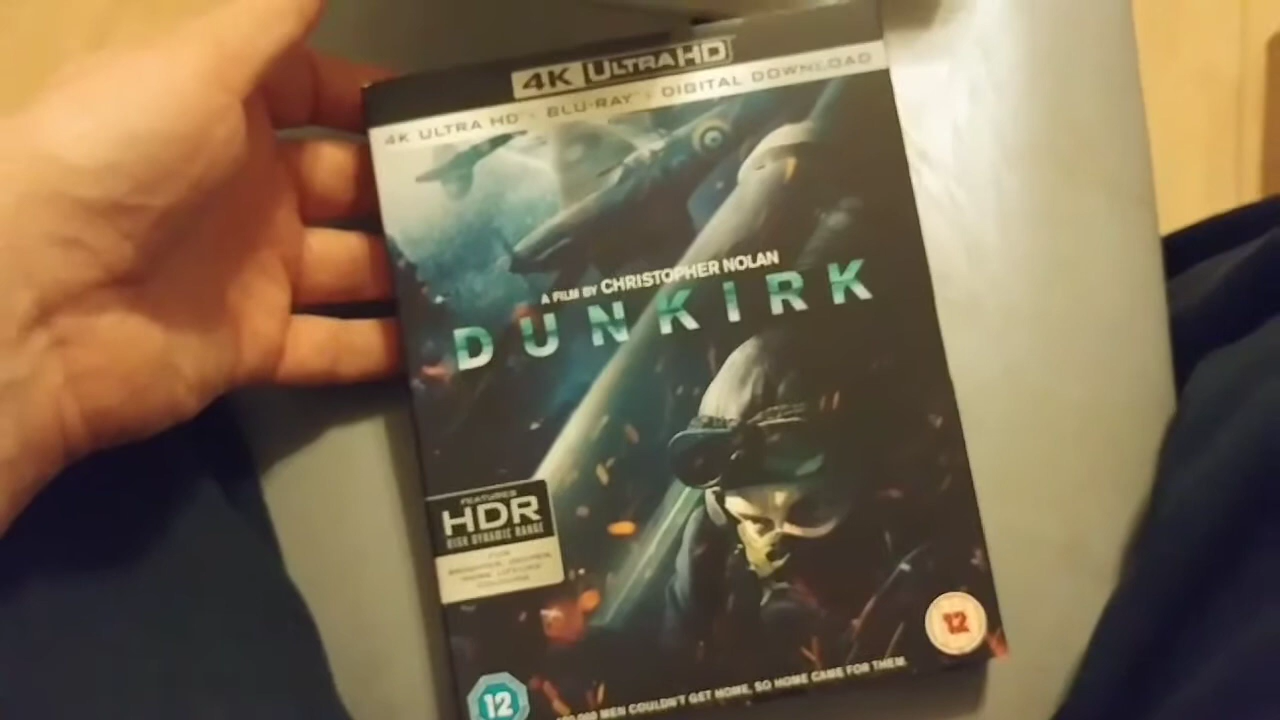 4K ULTRAHD
4K ULTRA HD · BLU-RAY™ · DIGITAL DOWNLOAD
A FILM BY CHRISTOPHER NOLAN
DUNKIRK
FEATURES
HDR
HIGH DYNAMIC RANGE
12
12
MEN COULDN'T GET HOME, SO HOME CAME FOR THEM